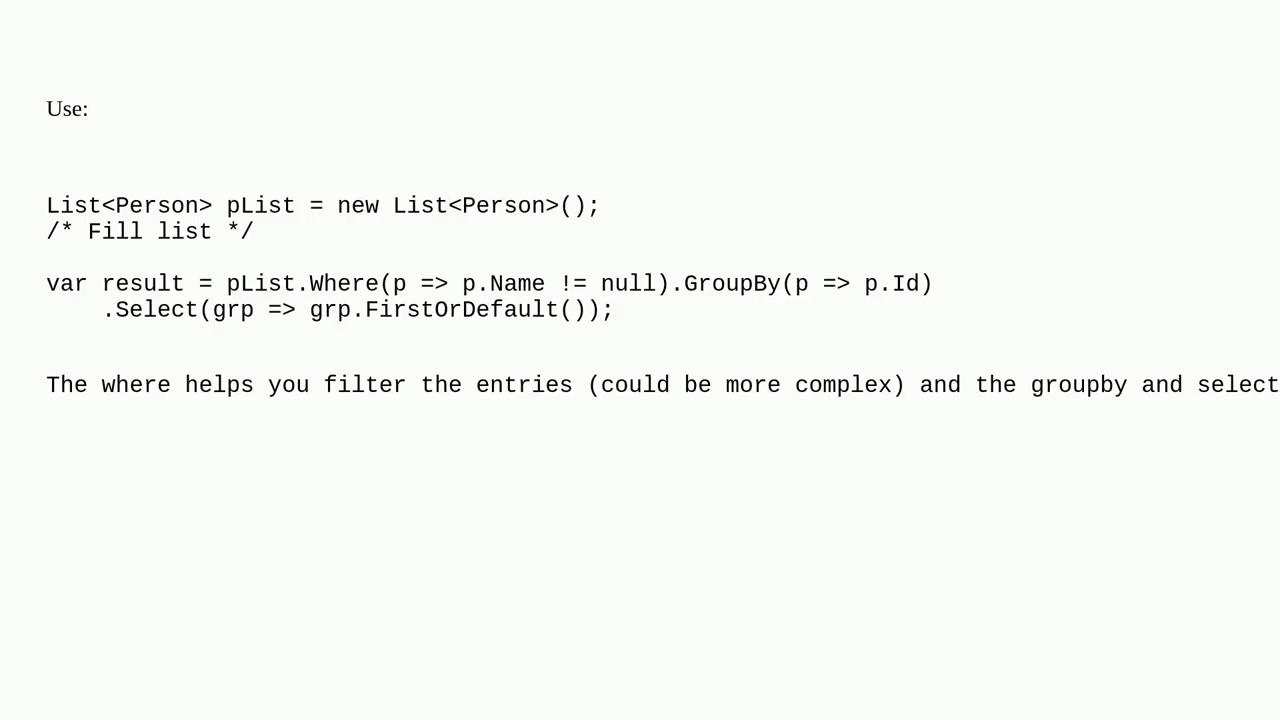 Use:
List<Person> pList = new List<Person>();
/* Fill list */
var result = pList.Where(p => p.Name != null).GroupBy(p => p.Id)
    .Select(grp => grp.FirstOrDefault());
The where helps you filter the entries (could be more complex) and the groupby and select